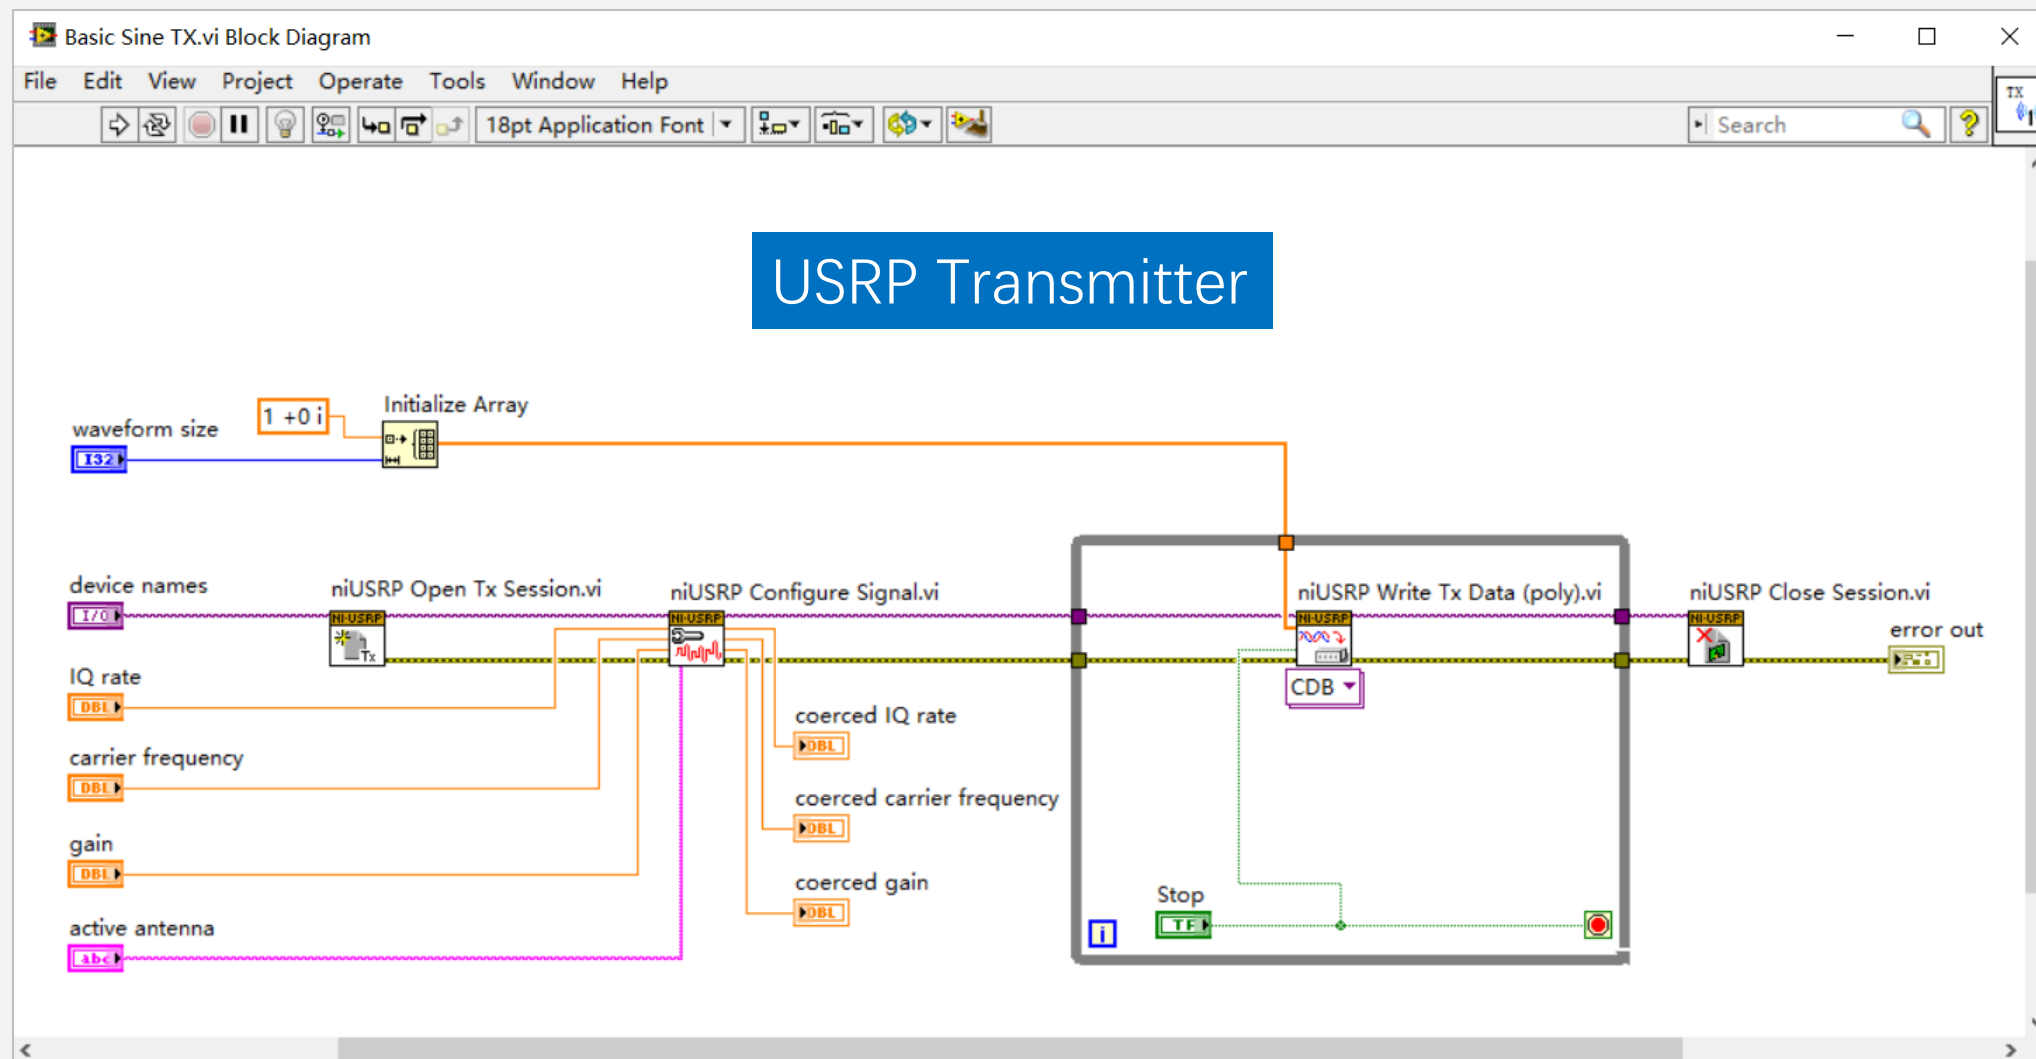 Basic Sine TX.vi Block Diagram
File Edit View Project Operate Tools Window Help
18pt Application Font
Search
TX
USRP Transmitter
Initialize Array
1 +0 i
waveform size
I32
device names
niUSRP Open Tx Session.vi
niUSRP Configure Signal.vi
niUSRP Write Tx Data (poly).vi
niUSRP Close Session.vi
I/O
NI-USRP
NI-USRP
NI-USRP
NI-USRP
Tx
error out
IQ rate
DBL
CDB
coerced IQ rate
DBL
carrier frequency
DBL
coerced carrier frequency
DBL
gain
DBL
coerced gain
DBL
Stop
TF
i
active antenna
abc